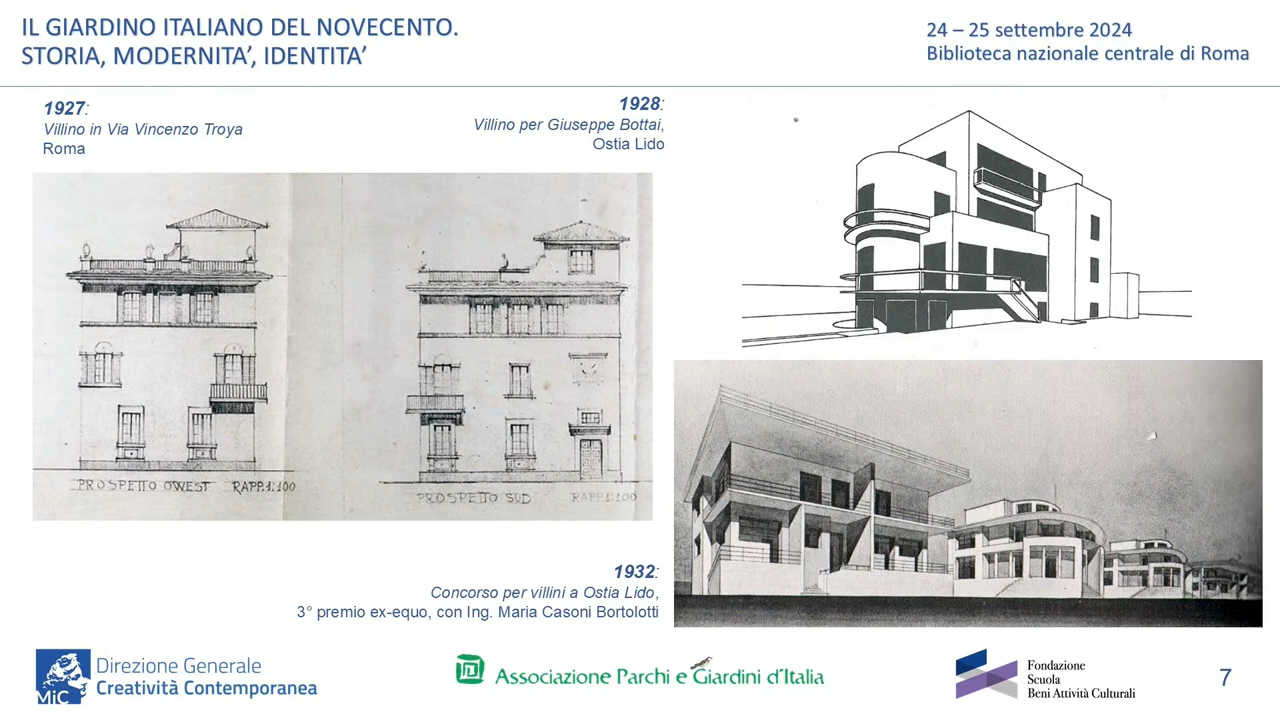 IL GIARDINO ITALIANO DEL NOVECENTO.
STORIA, MODERNITA’, IDENTITA’
24 – 25 settembre 2024
Biblioteca nazionale centrale di Roma
1927:
Villino in Via Vincenzo Troya
Roma
1928:
Villino per Giuseppe Bottai,
Ostia Lido
PROSPETTO OWEST RAPP. 1:100
PROSPETTO SUD RAPP. 1:100
1932:
Concorso per villini a Ostia Lido,
3° premio ex-equo, con Ing. Maria Casoni Bortolotti
MiC
Direzione Generale
Creatività Contemporanea
Associazione Parchi e Giardini d’Italia
Fondazione
Scuola
Beni Attività Culturali
7